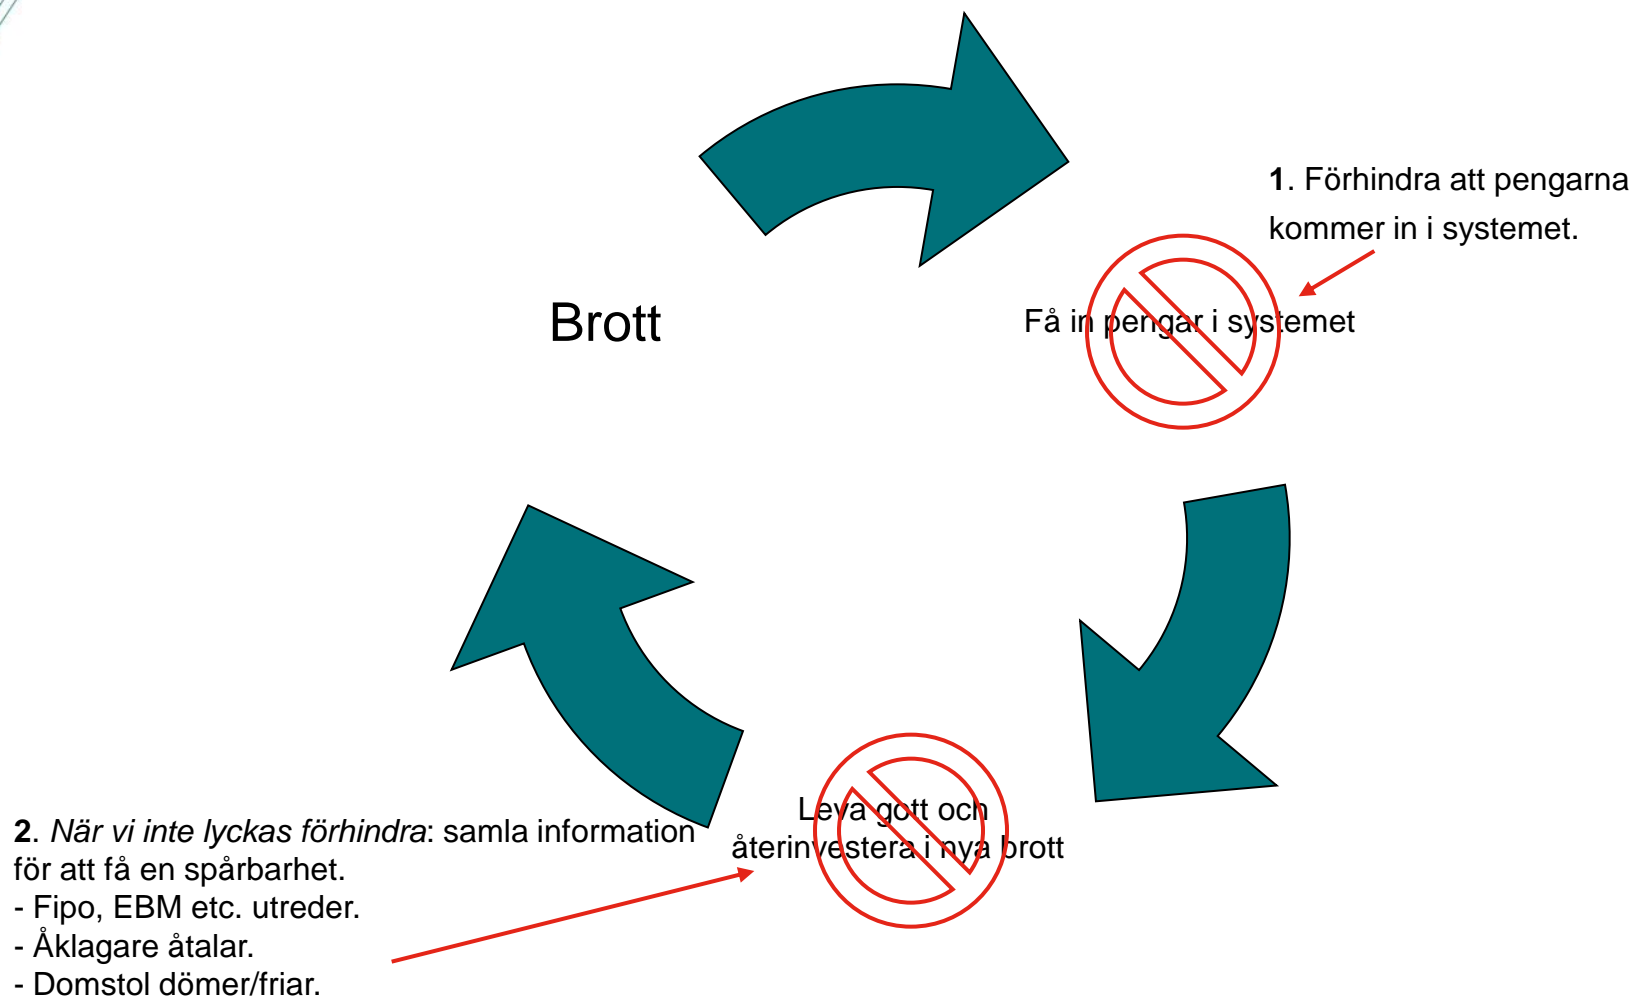 1. Förhindra att pengarna
kommer in i systemet.
Brott
Få in pengar i systemet
Leva gott och
återinvestera i nya brott
2. När vi inte lyckas förhindra: samla information
för att få en spårbarhet.
- Fipo, EBM etc. utreder.
- Åklagare åtalar.
- Domstol dömer/friar.